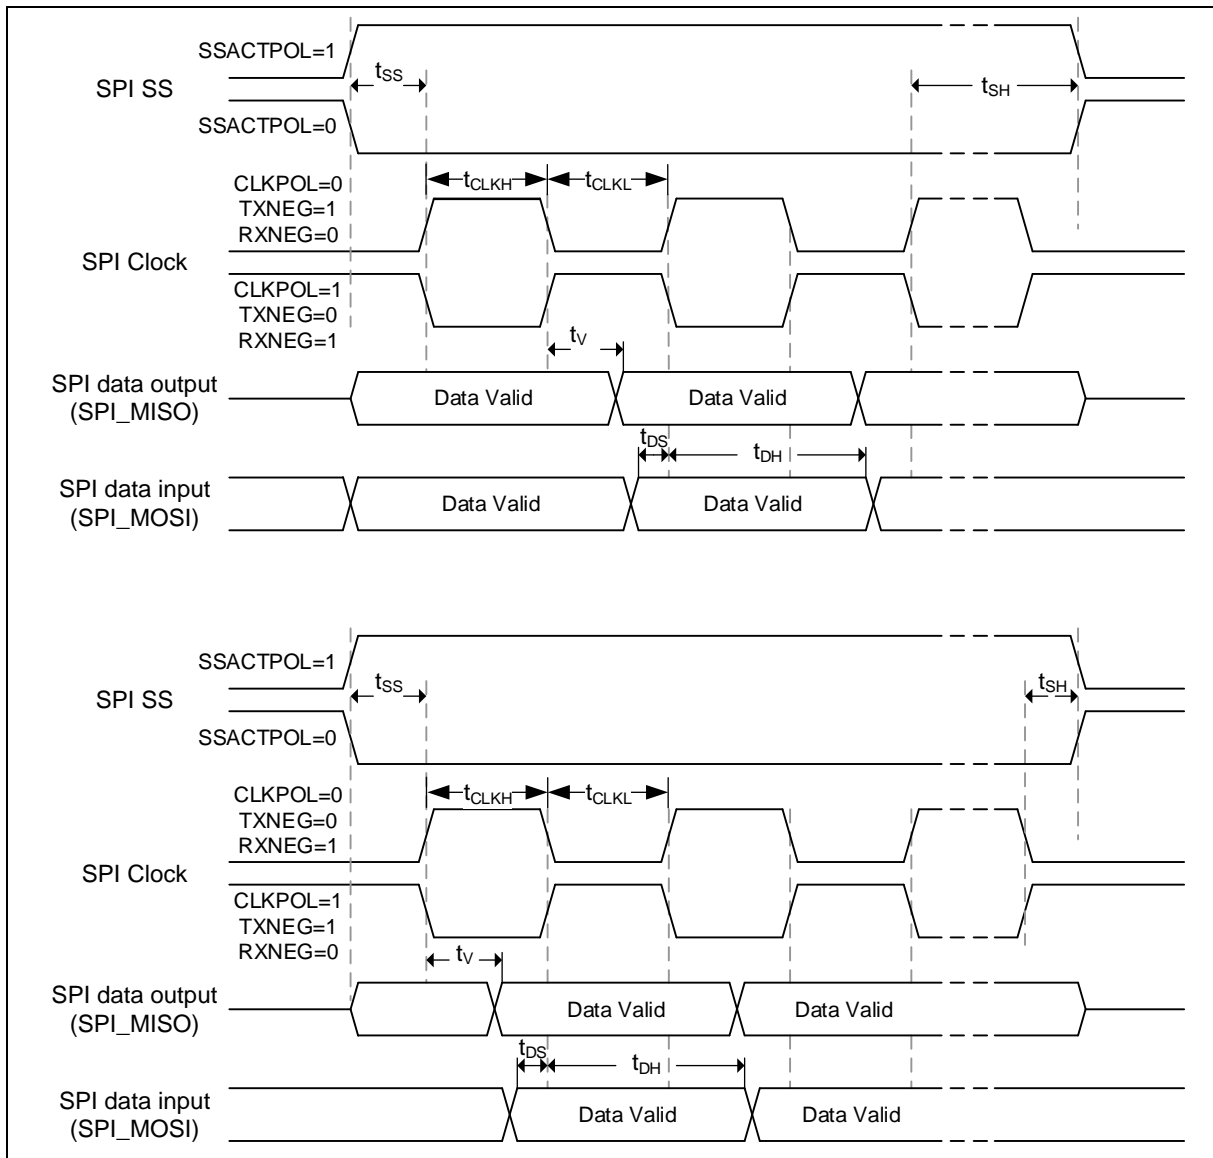 SSACTPOL=1
SPI SS
tSS
tSH
SSACTPOL=0
CLKPOL=0
TXNEG=1
RXNEG=0
tCLKH
tCLKL
SPI Clock
CLKPOL=1
TXNEG=0
RXNEG=1
tV
SPI data output
(SPI_MISO)
Data Valid
Data Valid
tDS
tDH
SPI data input
(SPI_MOSI)
Data Valid
Data Valid
SSACTPOL=1
SPI SS
tSS
tSH
SSACTPOL=0
CLKPOL=0
TXNEG=0
RXNEG=1
tCLKH
tCLKL
SPI Clock
CLKPOL=1
TXNEG=1
RXNEG=0
tV
SPI data output
(SPI_MISO)
Data Valid
Data Valid
tDS
tDH
SPI data input
(SPI_MOSI)
Data Valid
Data Valid